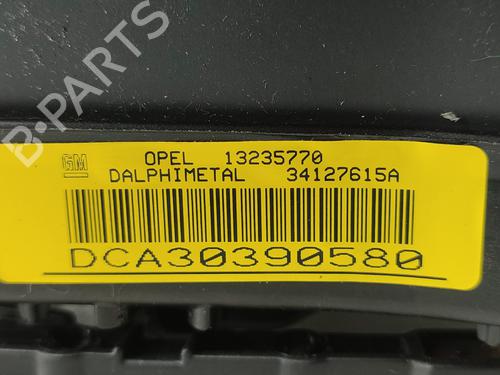 B-PARTS
GM OPEL 13235770
DALPHIMETAL 34127615A
DCA30390580